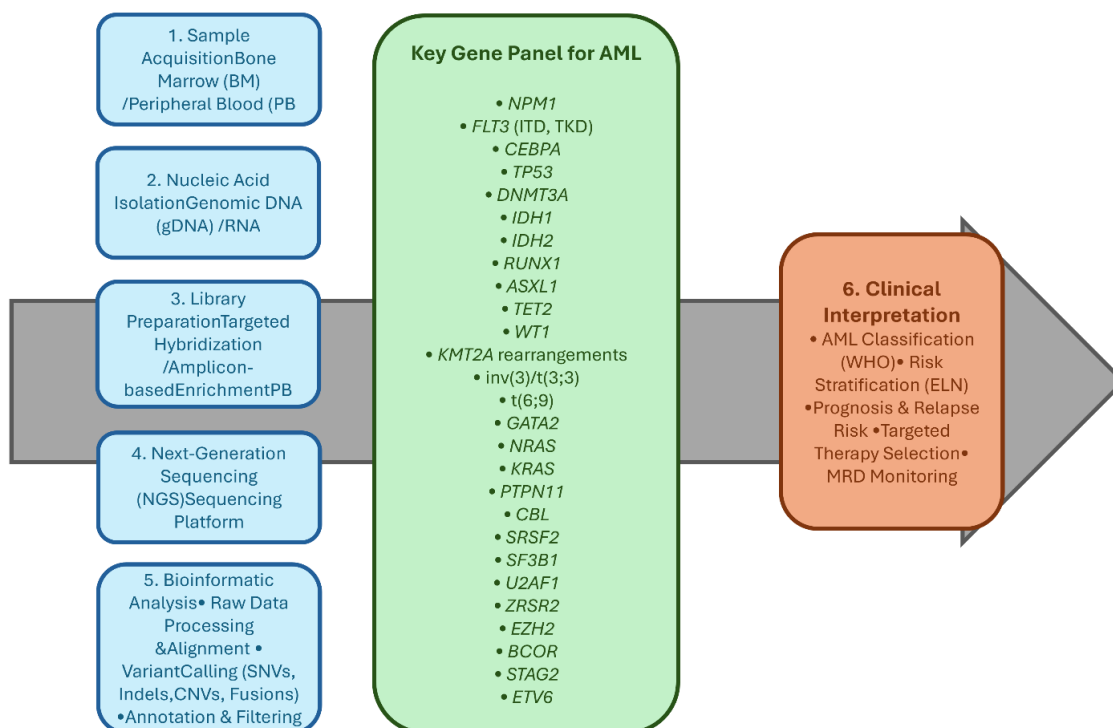 1. Sample
AcquisitionBone
Marrow (BM)
/Peripheral Blood (PB
2. Nucleic Acid
IsolationGenomic DNA
(gDNA) /RNA
3. Library
PreparationTargeted
Hybridization
/Amplicon-
basedEnrichmentPB
4. Next-Generation
Sequencing
(NGS)Sequencing
Platform
5. Bioinformatic
Analysis• Raw Data
Processing
&Alignment •
VariantCalling (SNVs,
Indels,CNVs, Fusions)
•Annotation & Filtering
Key Gene Panel for AML
• NPM1
• FLT3 (ITD, TKD)
• CEBPA
• TP53
• DNMT3A
• IDH1
• IDH2
• RUNX1
• ASXL1
• TET2
• WT1
• KMT2A rearrangements
• inv(3)/t(3;3)
• t(6;9)
• GATA2
• NRAS
• KRAS
• PTPN11
• CBL
• SRSF2
• SF3B1
• U2AF1
• ZRSR2
• EZH2
• BCOR
• STAG2
• ETV6
6. Clinical
Interpretation
• AML Classification
(WHO)• Risk
Stratification (ELN)
•Prognosis & Relapse
Risk •Targeted
Therapy Selection•
MRD Monitoring